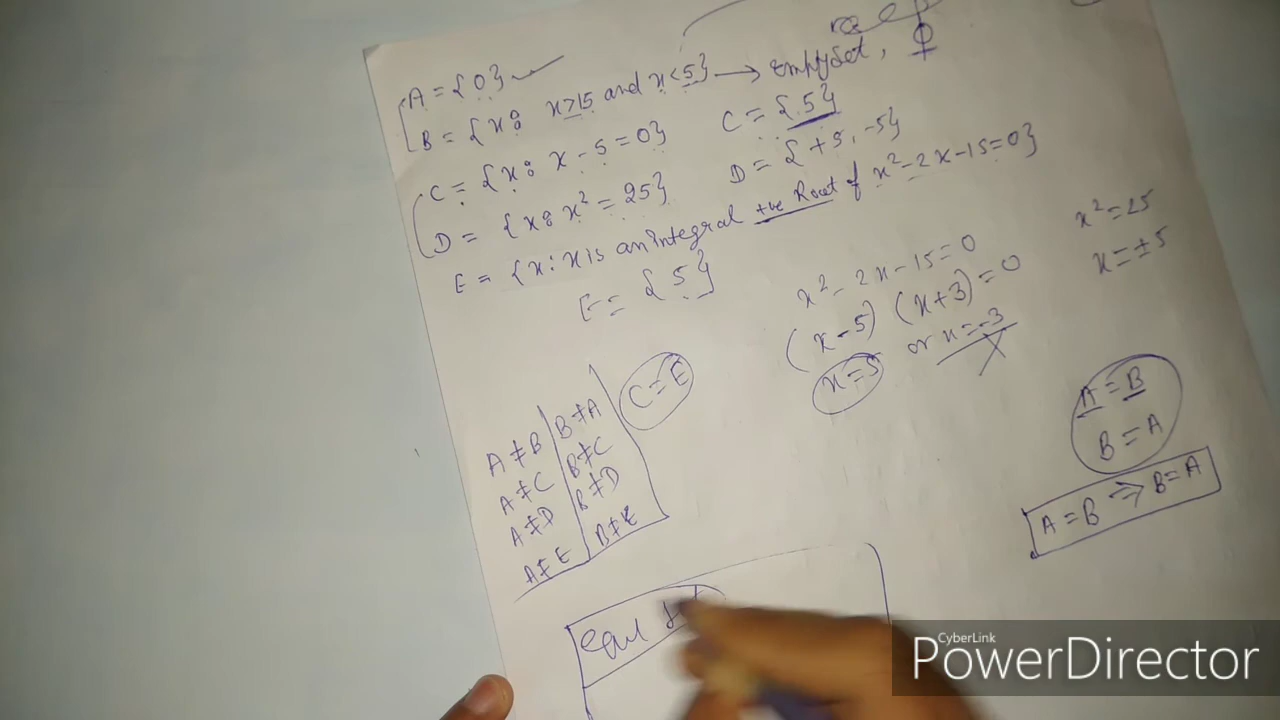 A = {0}
B = {x: x>15 and x<5} → empty Set, Φ
C = {x: x - 5 = 0} C = {5}
D = {x: x² = 25} D = {+5, -5}
E = {x: x is an integral +ve Root of x² - 2x - 15 = 0}
E = {5}
x² = 25
x = ±5
x² - 2x - 15 = 0
(x-5) (x+3) = 0
x = 5 or x = -3
A ≠ B B ≠ A C = E
A ≠ C B ≠ C
A ≠ D B ≠ D
A ≠ E B ≠ E
A = B
B = A
A = B ⇒ B = A
CyberLink
PowerDirector